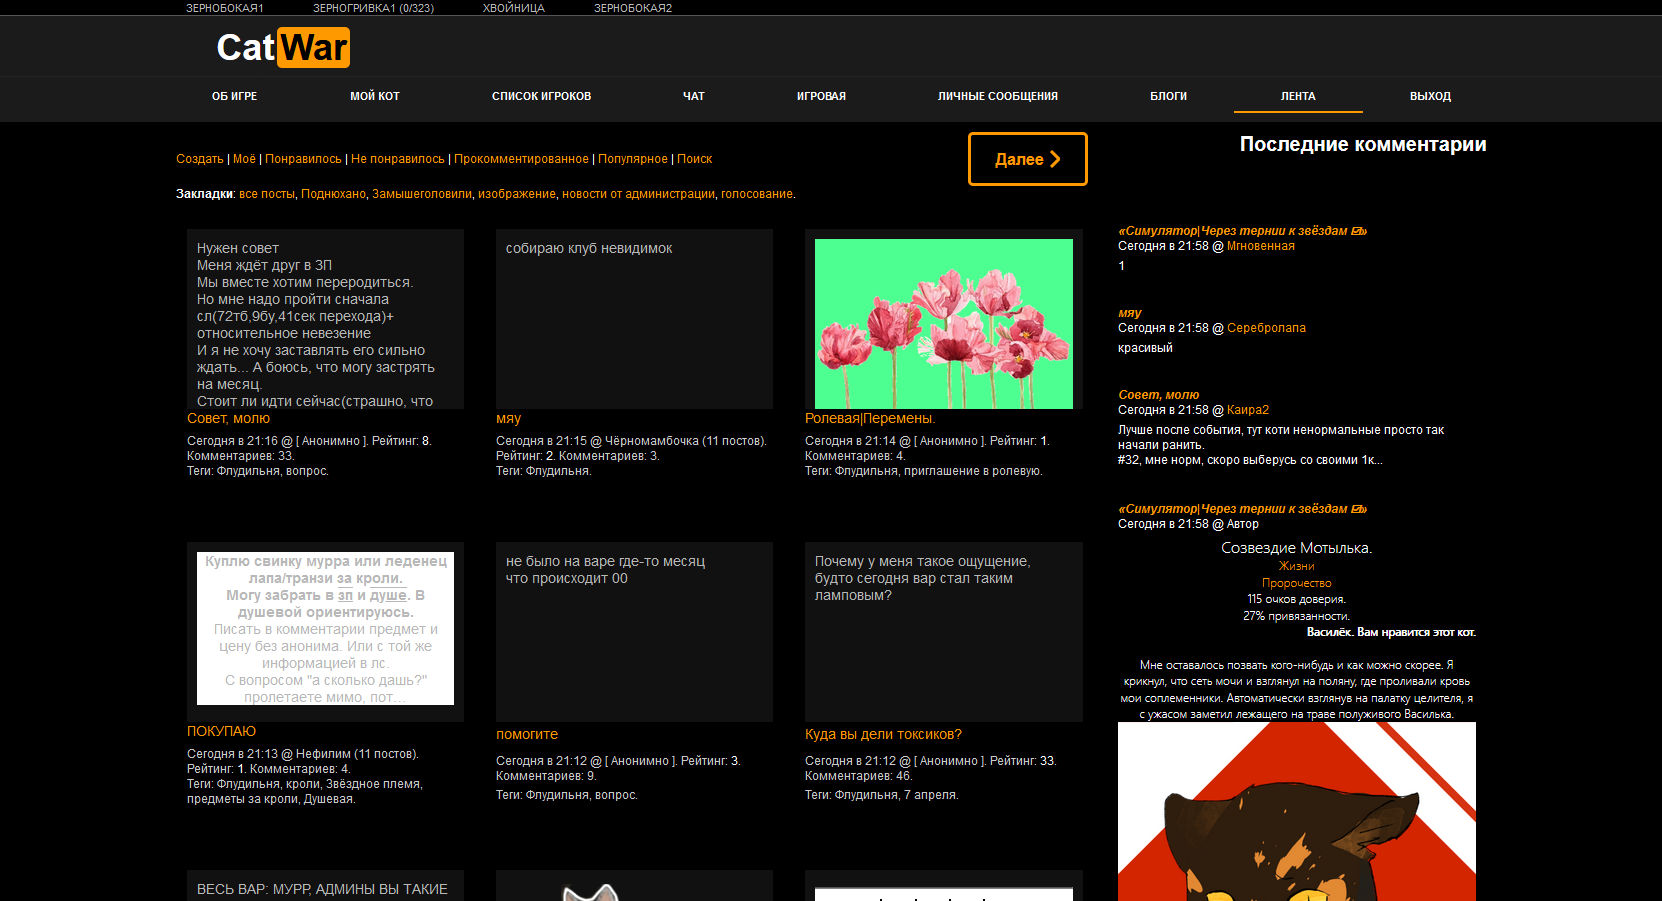 ЗЕРНОБОКАЯ1 ЗЕРНОГРИВКА1 (0/323) ХВОЙНИЦА ЗЕРНОБОКАЯ2
CatWar
ОБ ИГРЕ МОЙ КОТ СПИСОК ИГРОКОВ ЧАТ ИГРОВАЯ ЛИЧНЫЕ СООБЩЕНИЯ БЛОГИ ЛЕНТА ВЫХОД
Создать | Моё | Понравилось | Не понравилось | Прокомментированное | Популярное | Поиск
Далее
Закладки: все посты, Поднюхано, Замышеголовили, изображение, новости от администрации, голосование.
Нужен совет
Меня ждёт друг в ЗП
Мы вместе хотим переродиться.
Но мне надо пройти сначала
сл(72тб,9бу,41сек перехода)+
относительное невезение
И я не хочу заставлять его сильно
ждать... А боюсь, что могу застрять
на месяц.
Стоит ли идти сейчас(страшно, что
Совет, молю
Сегодня в 21:16 @ [ Анонимно ]. Рейтинг: 8.
Комментариев: 33.
Теги: Флудильня, вопрос.
собираю клуб невидимок
мяу
Сегодня в 21:15 @ Чёрномамбочка (11 постов).
Рейтинг: 2. Комментариев: 3.
Теги: Флудильня.
Ролевая|Перемены.
Сегодня в 21:14 @ [ Анонимно ]. Рейтинг: 1.
Комментариев: 4.
Теги: Флудильня, приглашение в ролевую.
Куплю свинку мурра или леденец
лапа/транзи за кроли.
Могу забрать в зп и душе. В
душевой ориентируюсь.
Писать в комментарии предмет и
цену без анонима. Или с той же
информацией в лс.
С вопросом "а сколько дашь?"
пролетаете мимо, пот...
ПОКУПАЮ
Сегодня в 21:13 @ Нефилим (11 постов).
Рейтинг: 1. Комментариев: 4.
Теги: Флудильня, кроли, Звёздное племя,
предметы за кроли, Душевая.
не было на варе где-то месяц
что происходит 00
помогите
Сегодня в 21:12 @ [ Анонимно ]. Рейтинг: 3.
Комментариев: 9.
Теги: Флудильня, вопрос.
Почему у меня такое ощущение,
будто сегодня вар стал таким
ламповым?
Куда вы дели токсиков?
Сегодня в 21:12 @ [ Анонимно ]. Рейтинг: 33.
Комментариев: 46.
Теги: Флудильня, 7 апреля.
ВЕСЬ ВАР: МУРР, АДМИНЫ ВЫ ТАКИЕ
Последние комментарии
«Симулятор|Через тернии к звёздам ☑»
Сегодня в 21:58 @ Мгновенная
1
мяу
Сегодня в 21:58 @ Серебролапа
красивый
Совет, молю
Сегодня в 21:58 @ Каира2
Лучше после события, тут коти ненормальные просто так
начали ранить.
#32, мне норм, скоро выберусь со своими 1к...
«Симулятор|Через тернии к звёздам ☑»
Сегодня в 21:58 @ Автор
Созвездие Мотылька.
Жизни
Пророчество
115 очков доверия.
27% привязанности.
Василёк. Вам нравится этот кот.
Мне оставалось позвать кого-нибудь и как можно скорее. Я
крикнул, что сеть мочи и взглянул на поляну, где проливали кровь
мои соплеменники. Автоматически взглянув на палатку целителя, я
с ужасом заметил лежащего на траве полуживого Василька.